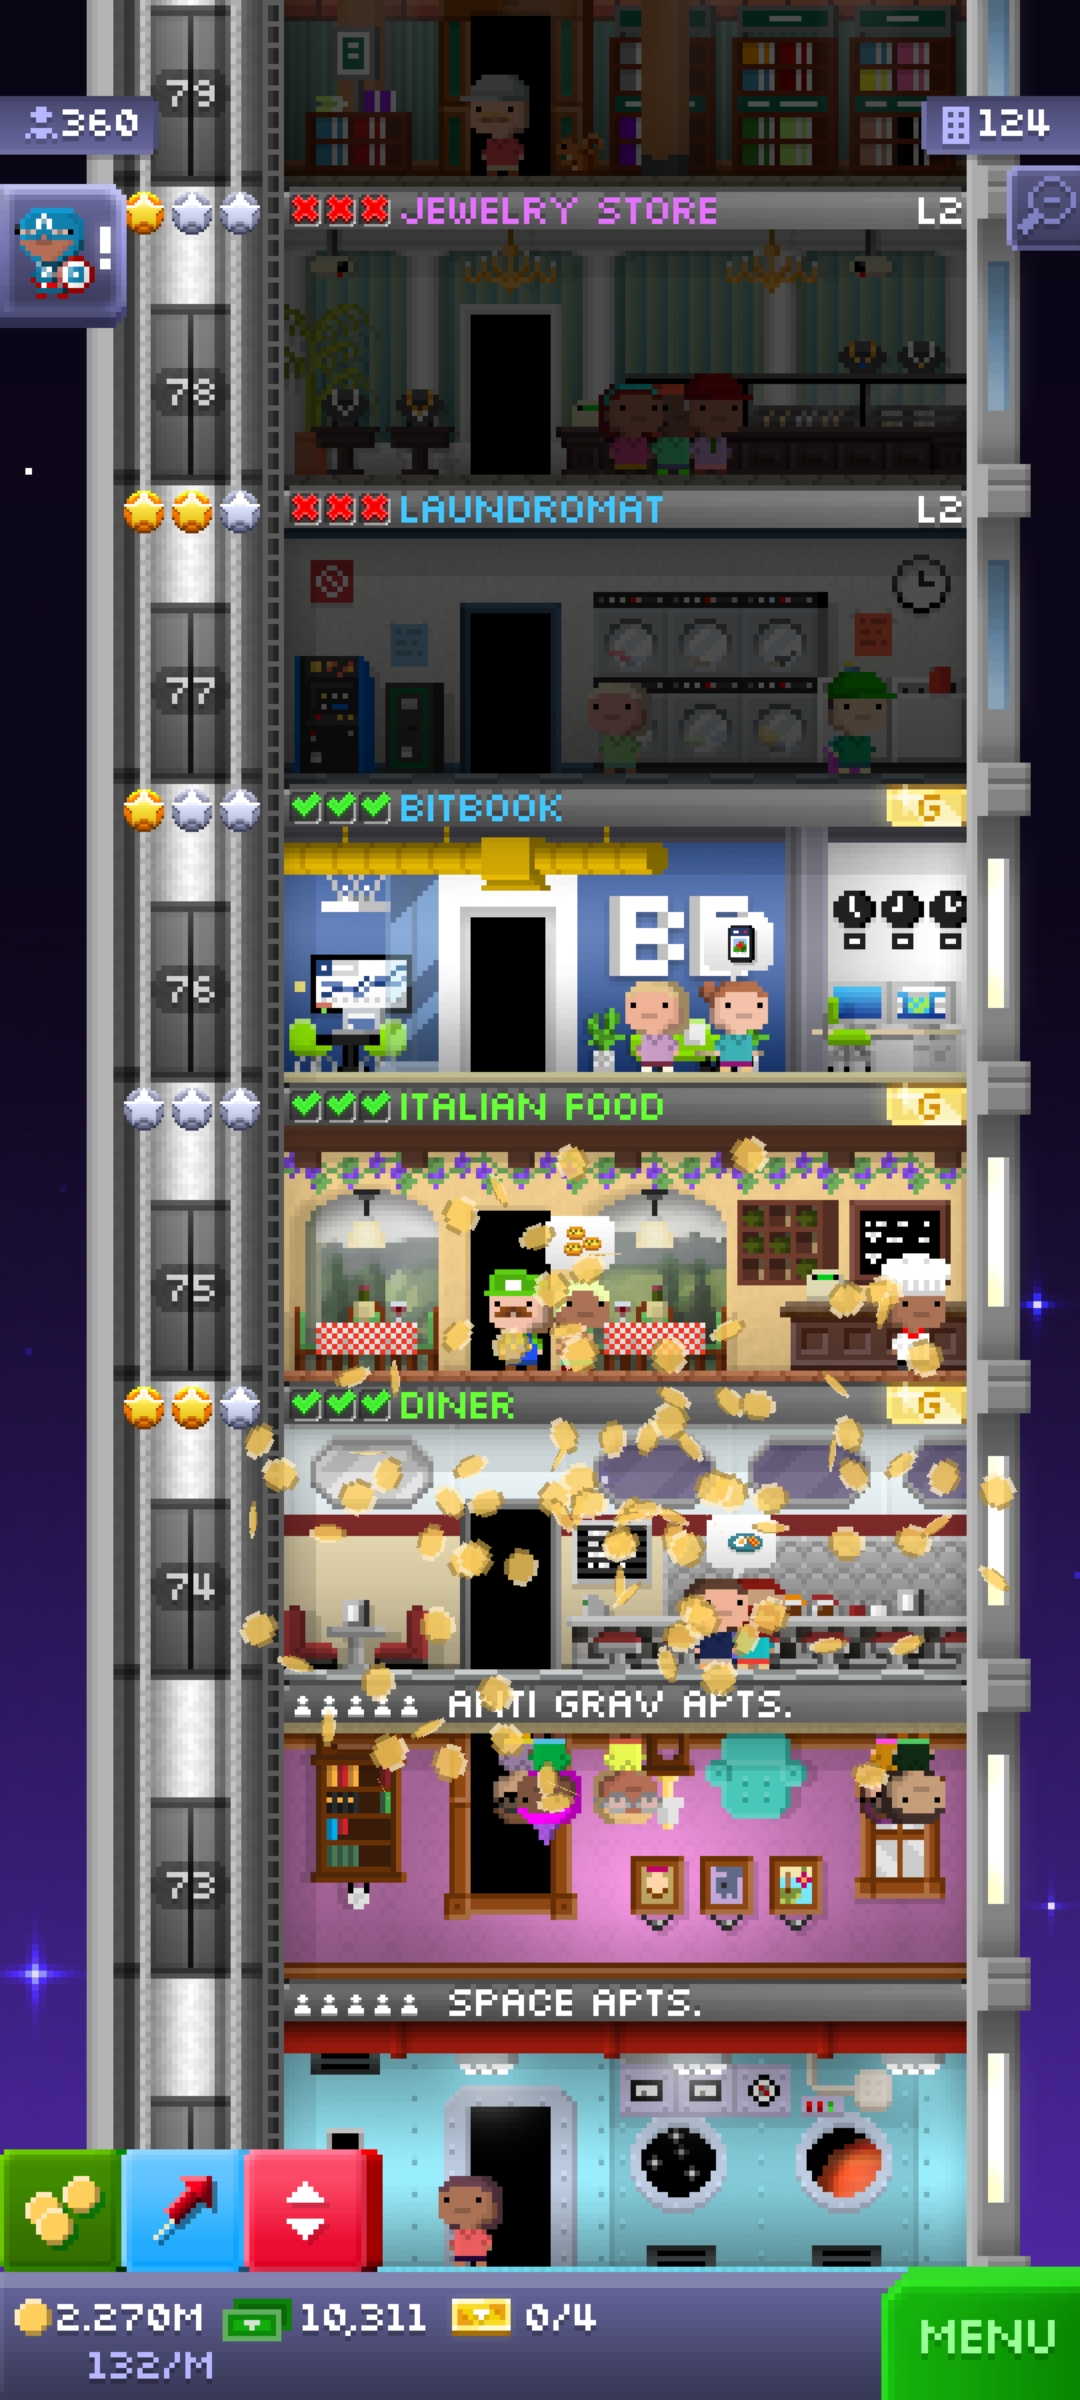 79
360
124
!
JEWELRY STORE L2
78
LAUNDROMAT L2
77
BITBOOK G
76
ITALIAN FOOD G
75
DINER G
74
ANTI GRAV APTS.
73
SPACE APTS.
2.270M 10,311 0/4
132/M
MENU